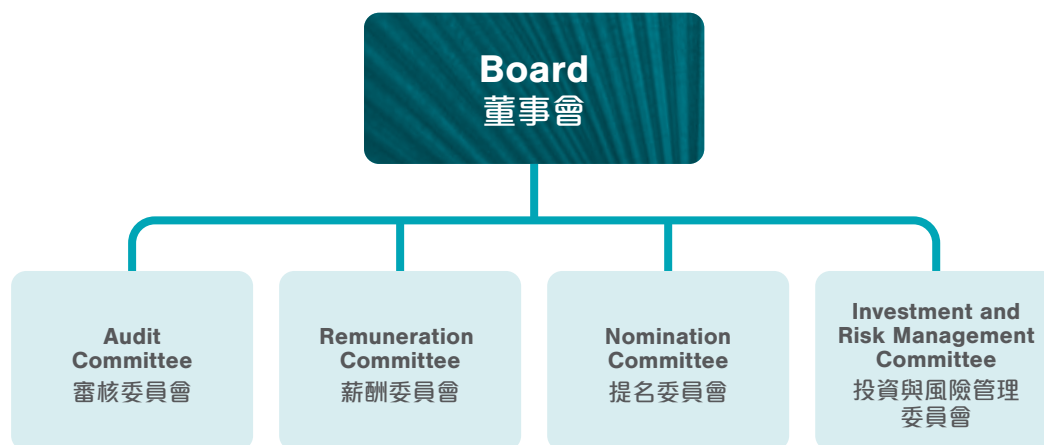 Board
董事會
Audit
Committee
審核委員會
Remuneration
Committee
薪酬委員會
Nomination
Committee
提名委員會
Investment and
Risk Management
Committee
投資與風險管理
委員會